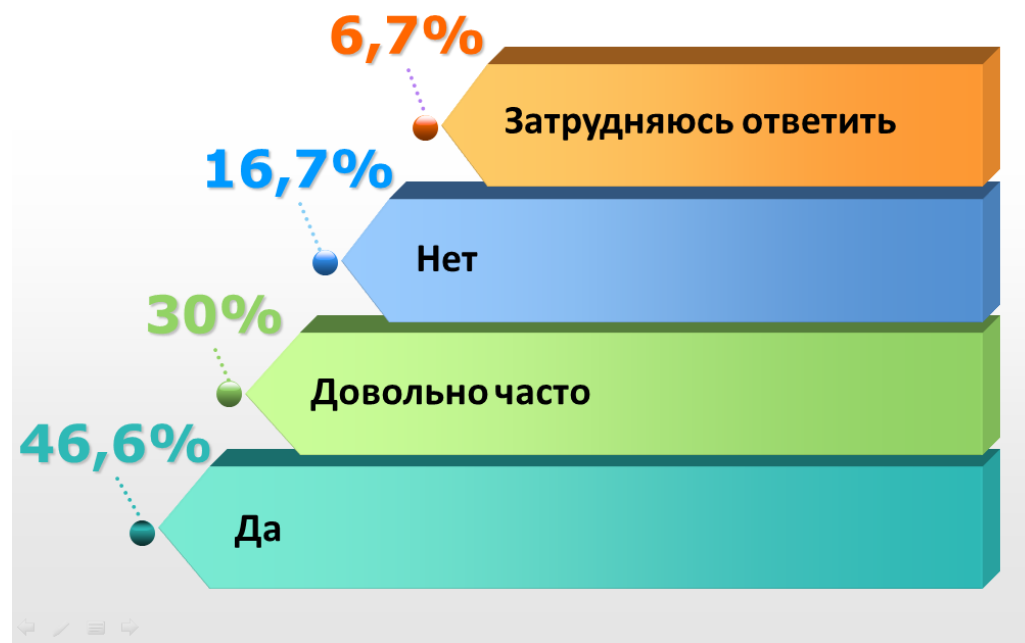 6,7%
Затрудняюсь ответить
16,7%
Нет
30%
Довольно часто
46,6%
Да